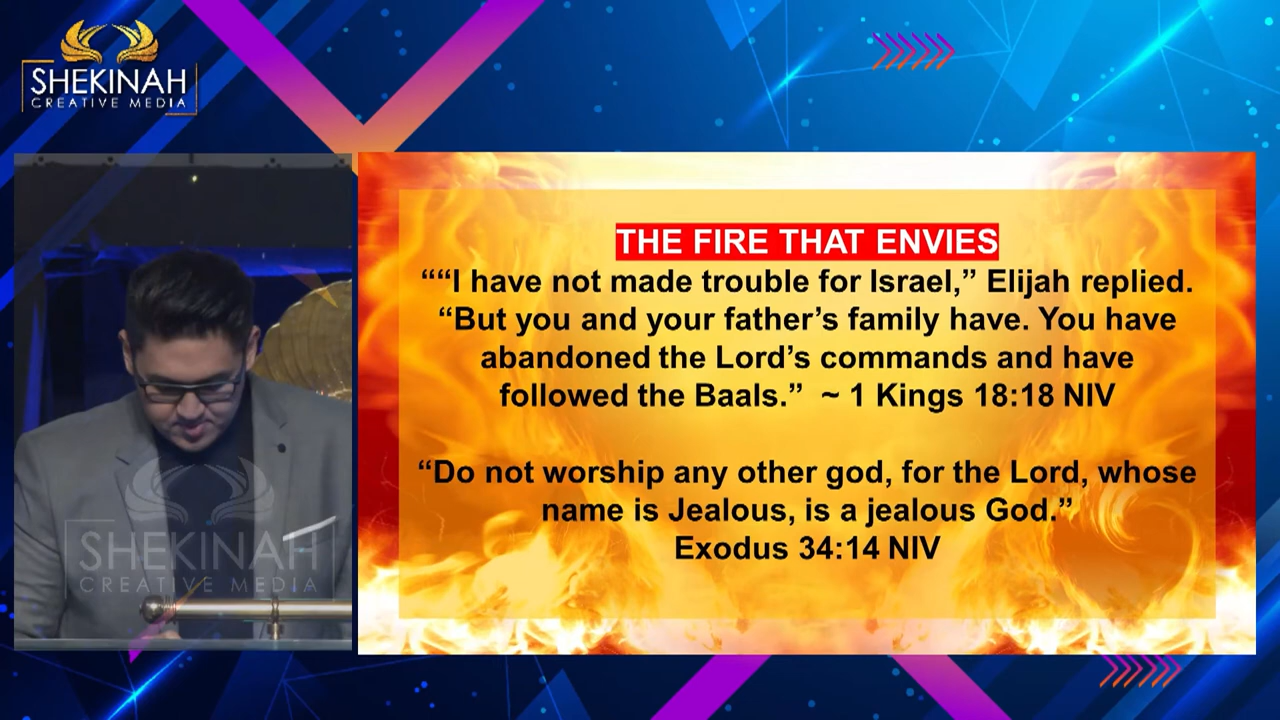 SHEKINAH
CREATIVE MEDIA
THE FIRE THAT ENVIES
““I have not made trouble for Israel,” Elijah replied.
“But you and your father’s family have. You have
abandoned the Lord’s commands and have
followed the Baals.”  ~ 1 Kings 18:18 NIV
“Do not worship any other god, for the Lord, whose
name is Jealous, is a jealous God.”
Exodus 34:14 NIV
SHEKINAH
CREATIVE MEDIA